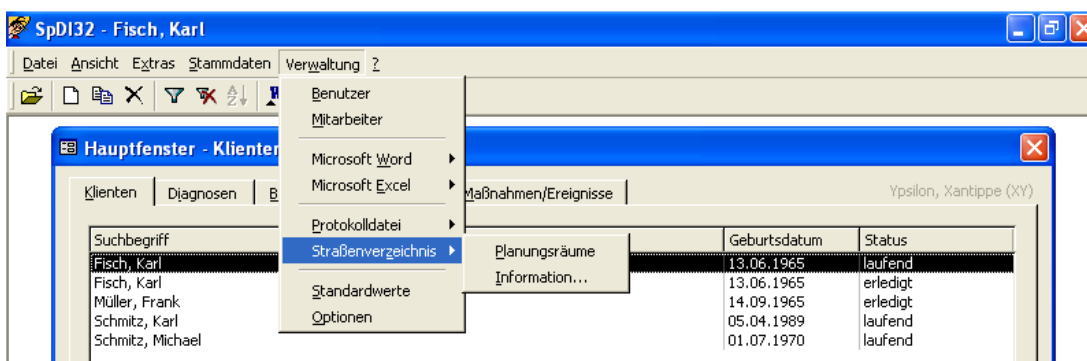 SpDI32 - Fisch, Karl
Datei Ansicht Extras Stammdaten Verwaltung ?
Benutzer
Mitarbeiter
Microsoft Word
Microsoft Excel
Protokolldatei
Straßenverzeichnis
Standardwerte
Optionen
Planungsräume
Information...
Hauptfenster - Klienten
Klienten Diagnosen B Maßnahmen/Ereignisse Ypsilon, Xantippe (XY)
Suchbegriff Geburtsdatum Status
Fisch, Karl 13.06.1965 laufend
Fisch, Karl 13.06.1965 erledigt
Müller, Frank 14.09.1965 erledigt
Schmitz, Karl 05.04.1989 laufend
Schmitz, Michael 01.07.1970 laufend